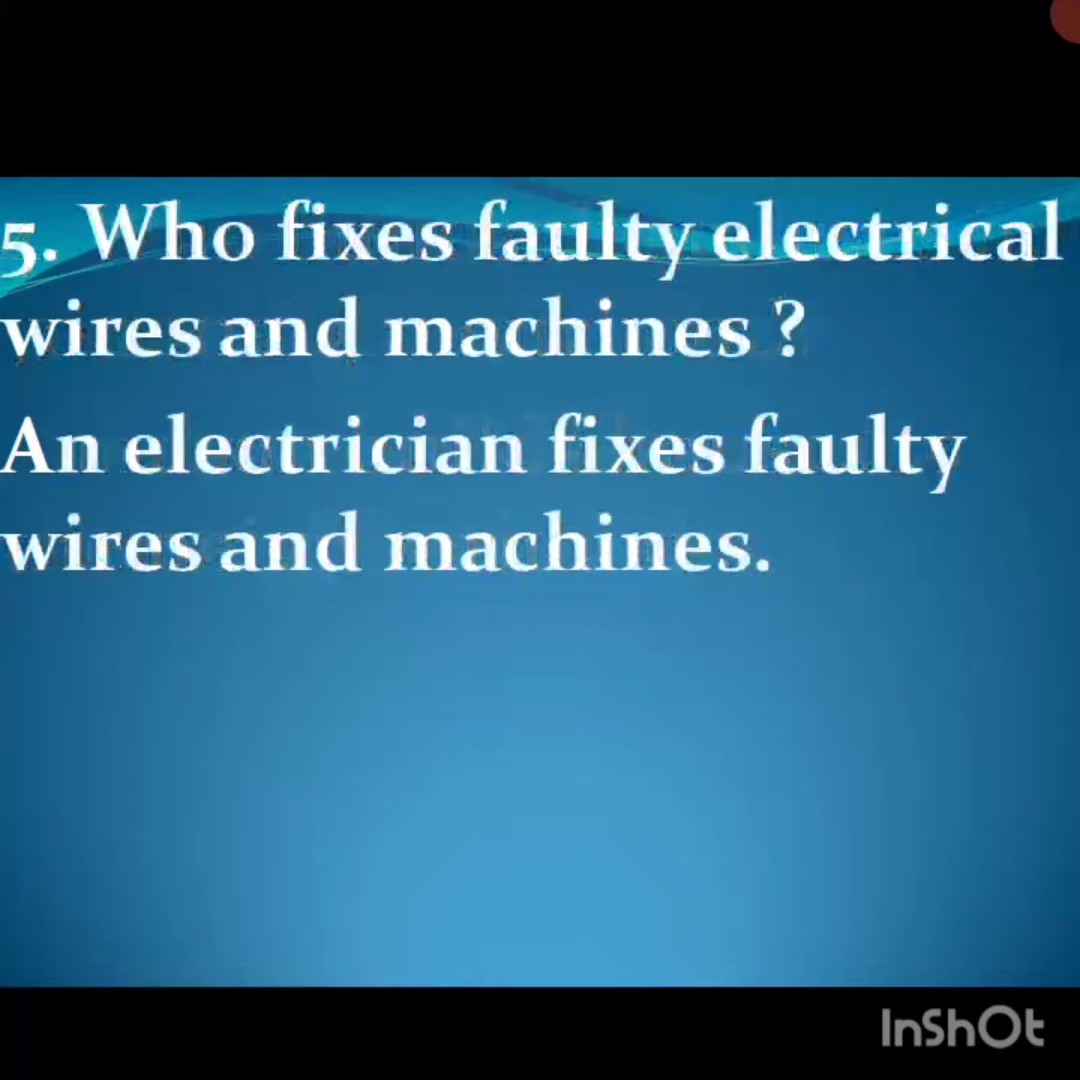 5. Who fixes faulty electrical
wires and machines ?
An electrician fixes faulty
wires and machines.
InShOt